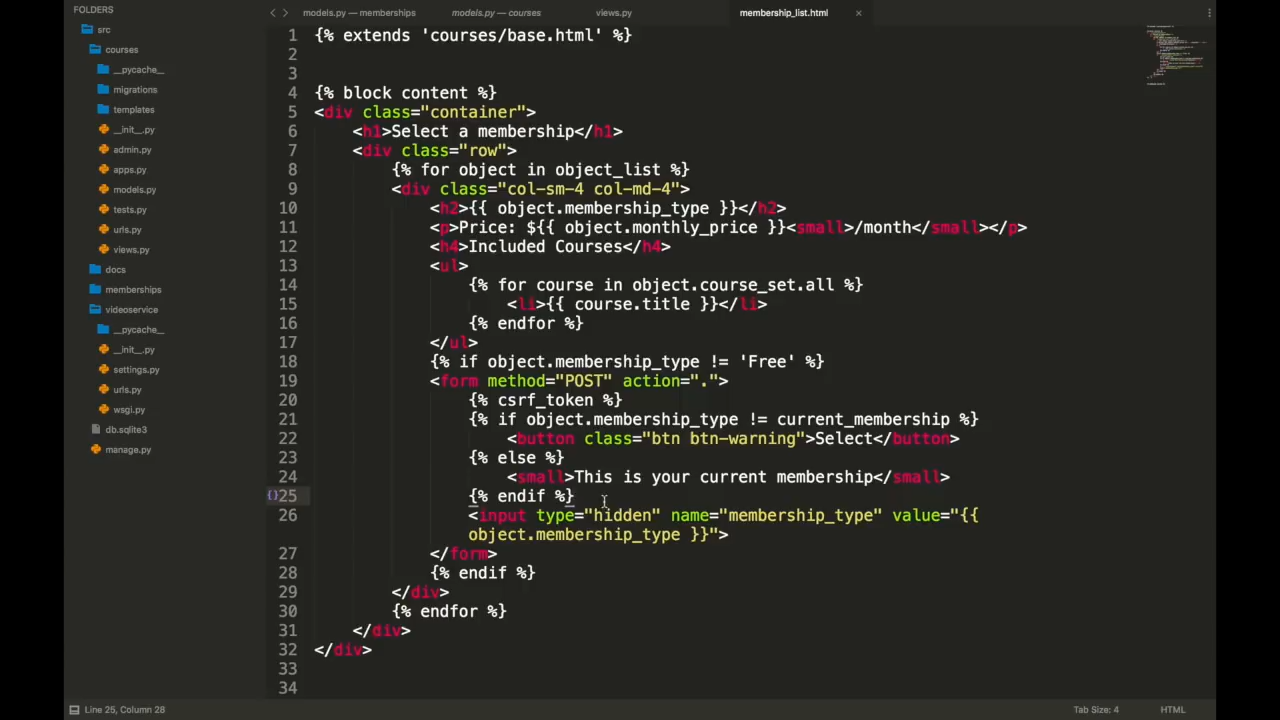 FOLDERS
src
courses
__pycache__
migrations
templates
__init__.py
admin.py
apps.py
models.py
tests.py
urls.py
views.py
docs
memberships
videoservice
__pycache__
__init__.py
settings.py
urls.py
wsgi.py
db.sqlite3
manage.py
models.py — memberships
models.py — courses
views.py
membership_list.html ×
1 {% extends 'courses/base.html' %}
2
3
4 {% block content %}
5 <div class="container">
6 <h1>Select a membership</h1>
7 <div class="row">
8 {% for object in object_list %}
9 <div class="col-sm-4 col-md-4">
10 <h2>{{ object.membership_type }}</h2>
11 <p>Price: ${{ object.monthly_price }}<small>/month</small></p>
12 <h4>Included Courses</h4>
13 <ul>
14 {% for course in object.course_set.all %}
15 <li>{{ course.title }}</li>
16 {% endfor %}
17 </ul>
18 {% if object.membership_type != 'Free' %}
19 <form method="POST" action=".">
20 {% csrf_token %}
21 {% if object.membership_type != current_membership %}
22 <button class="btn btn-warning">Select</button>
23 {% else %}
24 <small>This is your current membership</small>
{}25 {% endif %}
26 <input type="hidden" name="membership_type" value="{{
object.membership_type }}">
27 </form>
28 {% endif %}
29 </div>
30 {% endfor %}
31 </div>
32 </div>
33
34
Line 25, Column 28
Tab Size: 4
HTML